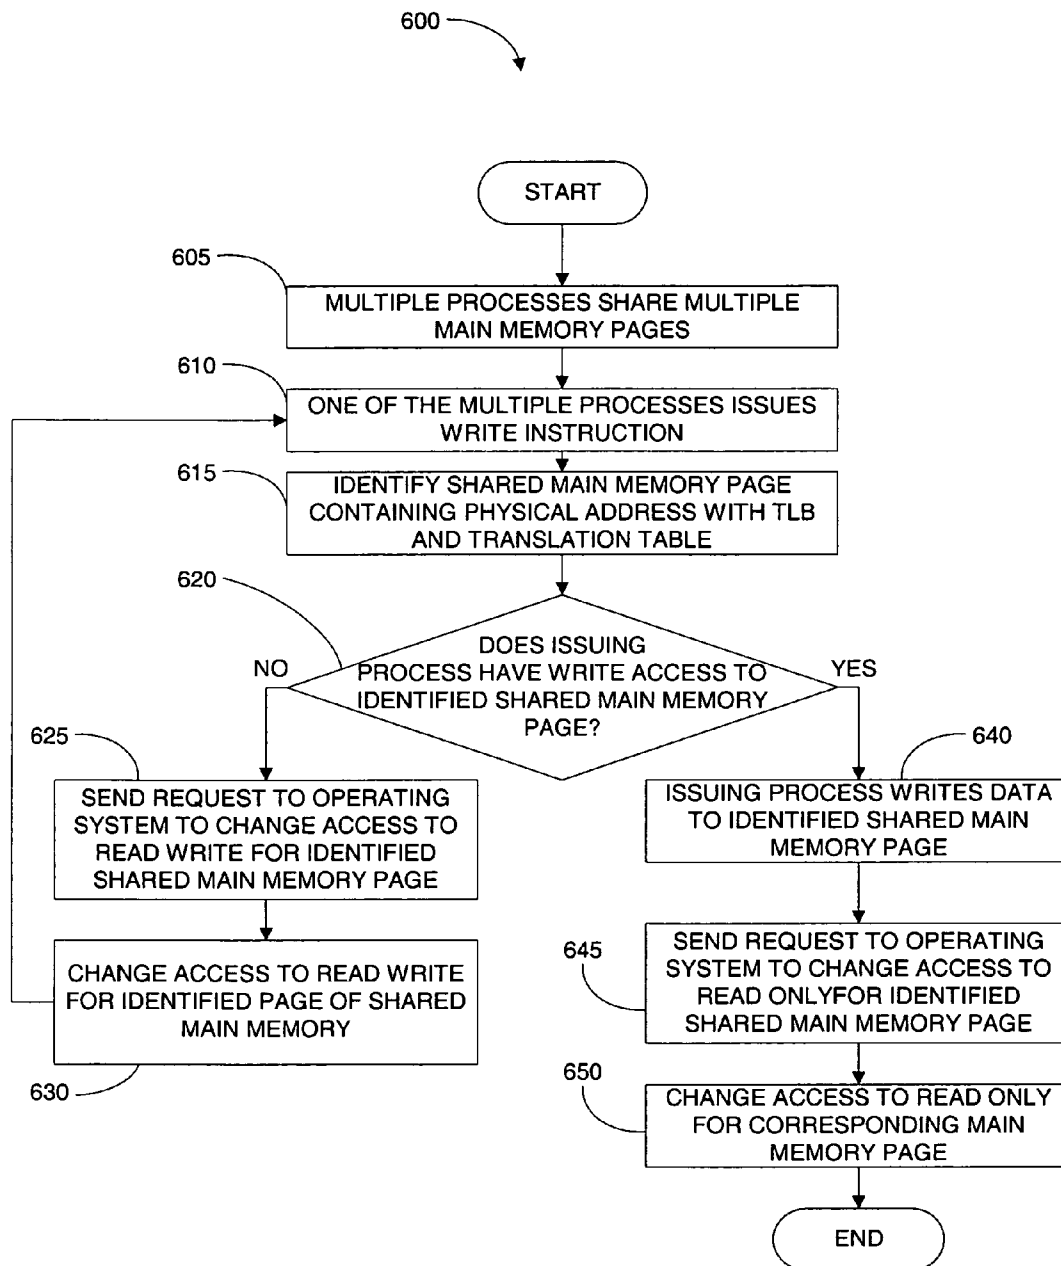 600
START
605
MULTIPLE PROCESSES SHARE MULTIPLE
MAIN MEMORY PAGES
610
ONE OF THE MULTIPLE PROCESSES ISSUES
WRITE INSTRUCTION
615
IDENTIFY SHARED MAIN MEMORY PAGE
CONTAINING PHYSICAL ADDRESS WITH TLB
AND TRANSLATION TABLE
620
DOES ISSUING
PROCESS HAVE WRITE ACCESS TO
IDENTIFIED SHARED MAIN MEMORY
PAGE?
NO
YES
625
SEND REQUEST TO OPERATING
SYSTEM TO CHANGE ACCESS TO
READ WRITE FOR IDENTIFIED
SHARED MAIN MEMORY PAGE
CHANGE ACCESS TO READ WRITE
FOR IDENTIFIED PAGE OF SHARED
MAIN MEMORY
630
640
ISSUING PROCESS WRITES DATA
TO IDENTIFIED SHARED MAIN
MEMORY PAGE
645
SEND REQUEST TO OPERATING
SYSTEM TO CHANGE ACCESS TO
READ ONLYFOR IDENTIFIED
SHARED MAIN MEMORY PAGE
650
CHANGE ACCESS TO READ ONLY
FOR CORRESPONDING MAIN
MEMORY PAGE
END